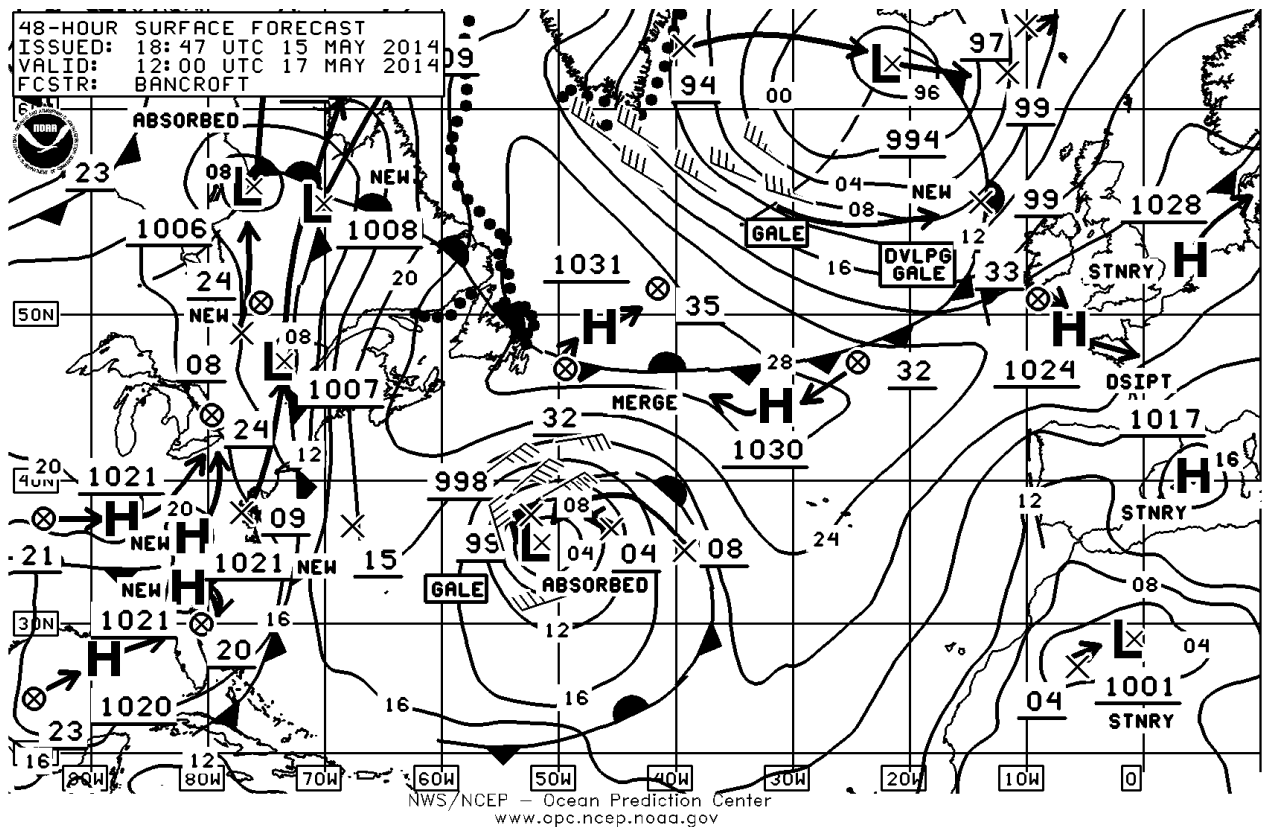 48-HOUR SURFACE FORECAST
ISSUED: 18:47 UTC 15 MAY 2014
VALID: 12:00 UTC 17 MAY 2014
FCSTR: BANCROFT
09
97
94
00
96
99
ABSORBED
NOAA
994
23
08
L
L
NEW
04
NEW
08
99
1028
1006
1008
GALE
12
H
24
20
1031
16
DVLPG
GALE
33
STNRY
NEW
50N
35
H
H
08
L
08
28
32
1024
DSIPT
1007
MERGE
H
1017
24
32
1030
20
12
16
1021
40N
998
H
H
20
08
12
STNRY
NEW
H
09
L
24
21
1021
NEW
15
99
04
04
08
NEW
H
GALE
ABSORBED
08
1021
16
30N
12
H
20
L
04
16
16
04
1001
1020
STNRY
23
16
12
90W
80W
70W
60W
50W
40W
30W
20W
10W
0
NWS/NCEP – Ocean Prediction Center
www.opc.ncep.noaa.gov